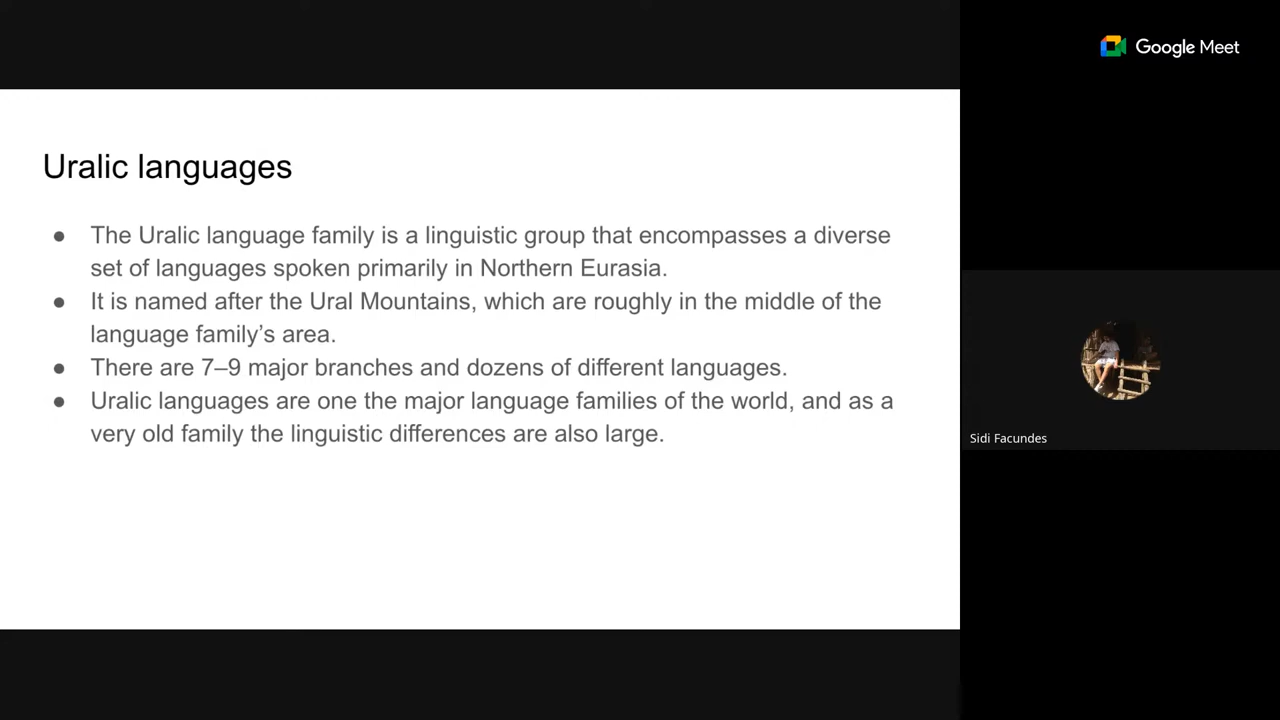 Google Meet
Uralic languages
● The Uralic language family is a linguistic group that encompasses a diverse
set of languages spoken primarily in Northern Eurasia.
● It is named after the Ural Mountains, which are roughly in the middle of the
language family’s area.
● There are 7–9 major branches and dozens of different languages.
● Uralic languages are one the major language families of the world, and as a
very old family the linguistic differences are also large.
Sidi Facundes